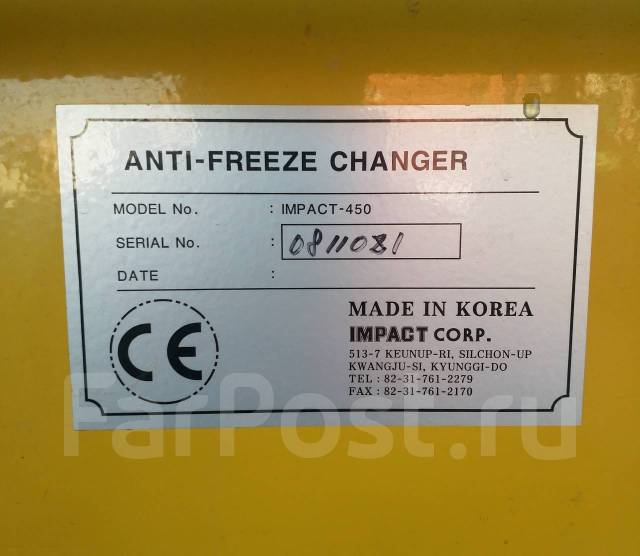 ANTI-FREEZE CHANGER
MODEL No. : IMPACT-450
SERIAL No. : 0811081
DATE :
CE
MADE IN KOREA
IMPACT CORP.
513-7 KEUNUP-RI, SILCHON-UP
KWANGJU-SI, KYUNGGI-DO
TEL : 82-31-761-2279
FAX : 82-31-761-2170
FarPost.ru